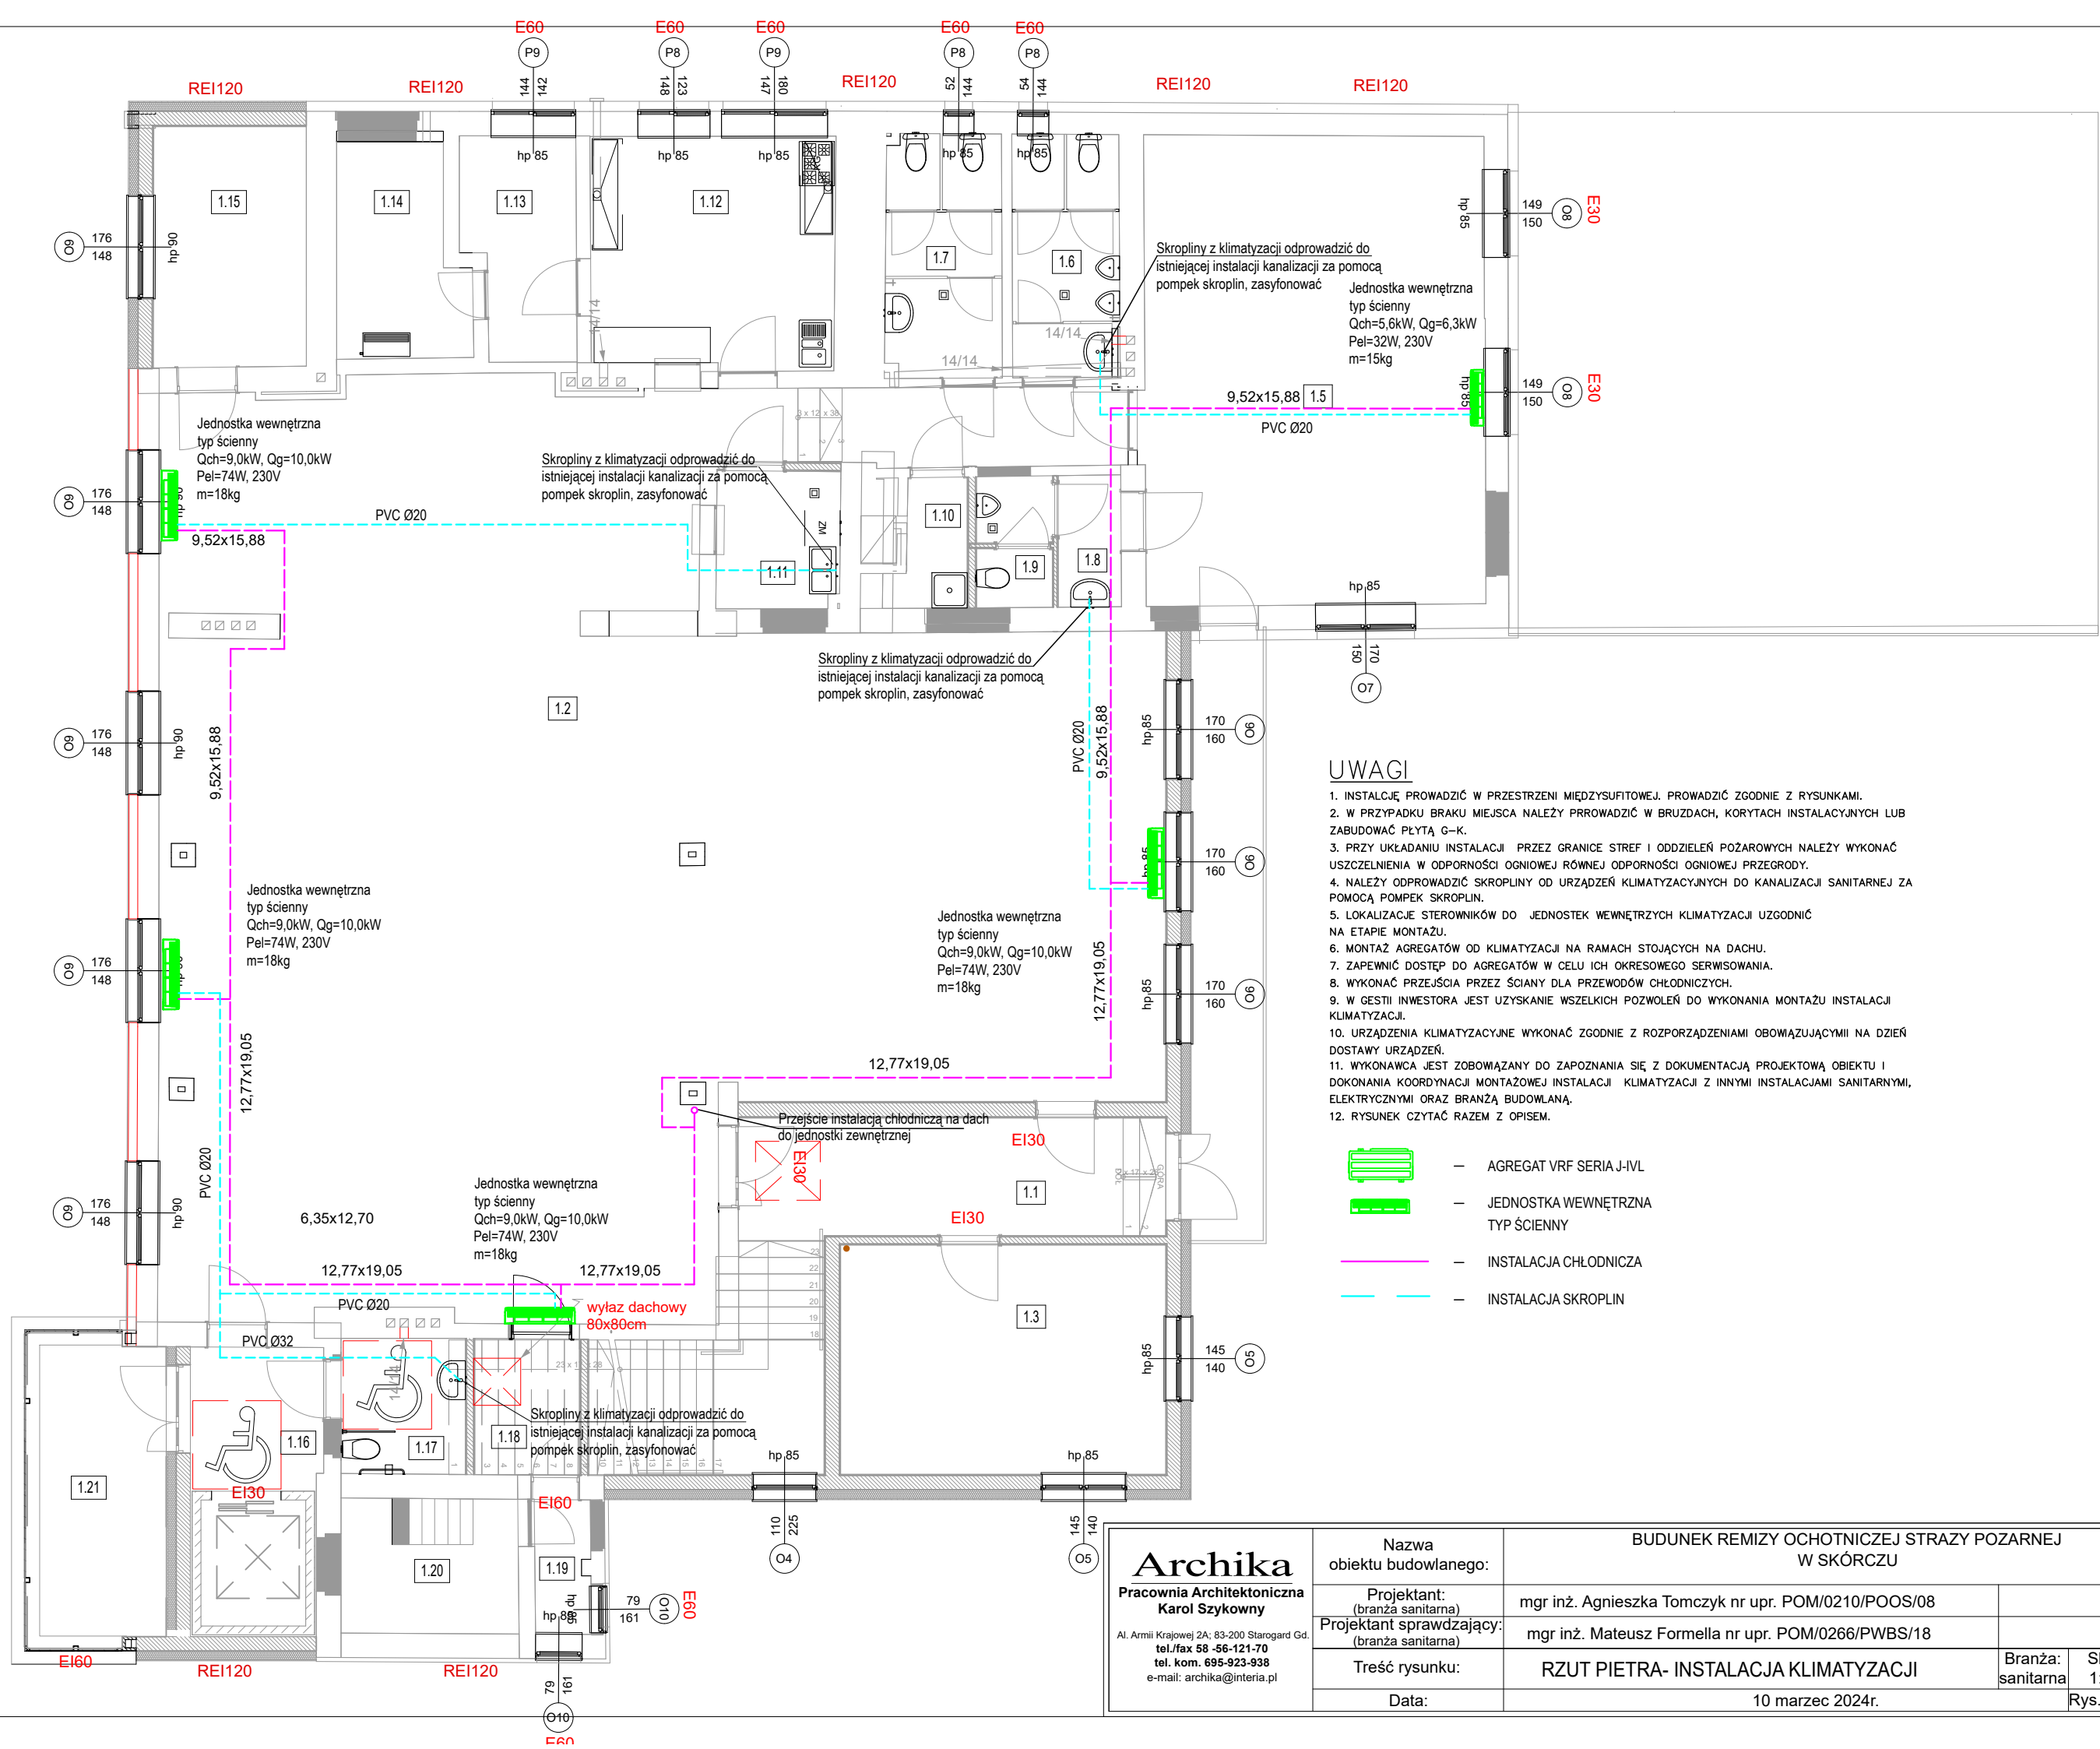 E60
E60
E60
E60
E60
P9
P8
P9
P8
P8
144
142
148
123
147
180
52
144
54
144
REI120
REI120
REI120
REI120
REI120
hp 85
hp 85
hp 85
hp 85
hp 85
1.15
1.14
1.13
1.12
1.7
1.6
O9
176
148
hp 90
hp 85
149
150
O8
E30
Skropliny z klimatyzacji odprowadzić do
istniejącej instalacji kanalizacji za pomocą
pompek skroplin, zasyfonować
Jednostka wewnętrzna
typ ścienny
Qch=5,6kW, Qg=6,3kW
Pel=32W, 230V
m=15kg
14/14
14/14
14/14
hp 85
149
150
O8
E30
9,52x15,88
1.5
PVC Ø20
Jednostka wewnętrzna
typ ścienny
Qch=9,0kW, Qg=10,0kW
Pel=74W, 230V
m=18kg
Skropliny z klimatyzacji odprowadzić do
istniejącej instalacji kanalizacji za pomocą
pompek skroplin, zasyfonować
O9
176
148
hp 90
PVC Ø20
9,52x15,88
ZM
1.10
1.11
1.9
1.8
hp 85
150
170
O7
Skropliny z klimatyzacji odprowadzić do
istniejącej instalacji kanalizacji za pomocą
pompek skroplin, zasyfonować
1.2
O9
176
148
hp 90
9,52x15,88
PVC Ø20
9,52x15,88
hp 85
170
160
O6
hp 85
170
160
O6
Jednostka wewnętrzna
typ ścienny
Qch=9,0kW, Qg=10,0kW
Pel=74W, 230V
m=18kg
Jednostka wewnętrzna
typ ścienny
Qch=9,0kW, Qg=10,0kW
Pel=74W, 230V
m=18kg
O9
176
148
12,77x19,05
12,77x19,05
hp 85
170
160
O6
12,77x19,05
Przejście instalacją chłodniczą na dach
do jednostki zewnętrznej
EI30
EI30
1.1
DÓŁ
GÓRA
EI30
PVC Ø20
O9
176
148
hp 90
6,35x12,70
Jednostka wewnętrzna
typ ścienny
Qch=9,0kW, Qg=10,0kW
Pel=74W, 230V
m=18kg
12,77x19,05
12,77x19,05
PVC Ø20
wyłaz dachowy
80x80cm
PVC Ø32
23
22
21
20
19
18
1.3
hp 85
145
140
O5
Skropliny z klimatyzacji odprowadzić do
istniejącej instalacji kanalizacji za pomocą
pompek skroplin, zasyfonować
1.16
1.17
1.18
1.21
EI30
EI60
1.20
1.19
hp 85
hp 85
110
225
O4
145
140
O5
hp 85
79
161
O10
E60
hp 85
79
161
O10
E60
EI60
REI120
REI120
UWAGI
1. INSTALCJĘ PROWADZIĆ W PRZESTRZENI MIĘDZYSUFITOWEJ. PROWADZIĆ ZGODNIE Z RYSUNKAMI.
2. W PRZYPADKU BRAKU MIEJSCA NALEŻY PRROWADZIĆ W BRUZDACH, KORYTACH INSTALACYJNYCH LUB
ZABUDOWAĆ PŁYTĄ G-K.
3. PRZY UKŁADANIU INSTALACJI PRZEZ GRANICE STREF I ODDZIELEŃ POŻAROWYCH NALEŻY WYKONAĆ
USZCZELNIENIA W ODPORNOŚCI OGNIOWEJ RÓWNEJ ODPORNOŚCI OGNIOWEJ PRZEGRODY.
4. NALEŻY ODPROWADZIĆ SKROPLINY OD URZĄDZEŃ KLIMATYZACYJNYCH DO KANALIZACJI SANITARNEJ ZA
POMOCĄ POMPEK SKROPLIN.
5. LOKALIZACJE STEROWNIKÓW DO JEDNOSTEK WEWNĘTRZYCH KLIMATYZACJI UZGODNIĆ
NA ETAPIE MONTAŻU.
6. MONTAŻ AGREGATÓW OD KLIMATYZACJI NA RAMACH STOJĄCYCH NA DACHU.
7. ZAPEWNIĆ DOSTĘP DO AGREGATÓW W CELU ICH OKRESOWEGO SERWISOWANIA.
8. WYKONAĆ PRZEJŚCIA PRZEZ ŚCIANY DLA PRZEWODÓW CHŁODNICZYCH.
9. W GESTII INWESTORA JEST UZYSKANIE WSZELKICH POZWOLEŃ DO WYKONANIA MONTAŻU INSTALACJI
KLIMATYZACJI.
10. URZĄDZENIA KLIMATYZACYJNE WYKONAĆ ZGODNIE Z ROZPORZĄDZENIAMI OBOWIĄZUJĄCYMII NA DZIEŃ
DOSTAWY URZĄDZEŃ.
11. WYKONAWCA JEST ZOBOWIĄZANY DO ZAPOZNANIA SIĘ Z DOKUMENTACJĄ PROJEKTOWĄ OBIEKTU I
DOKONANIA KOORDYNACJI MONTAŻOWEJ INSTALACJI KLIMATYZACJI Z INNYMI INSTALACJAMI SANITARNYMI,
ELEKTRYCZNYMI ORAZ BRANŻĄ BUDOWLANĄ.
12. RYSUNEK CZYTAĆ RAZEM Z OPISEM.
– AGREGAT VRF SERIA J-IVL
– JEDNOSTKA WEWNĘTRZNA
TYP ŚCIENNY
– INSTALACJA CHŁODNICZA
– INSTALACJA SKROPLIN
Archika
Pracownia Architektoniczna
Karol Szykowny
Al. Armii Krajowej 2A; 83-200 Starogard Gd.
tel./fax 58 -56-121-70
tel. kom. 695-923-938
e-mail: archika@interia.pl
Nazwa
obiektu budowlanego:
BUDUNEK REMIZY OCHOTNICZEJ STRAZY POZARNEJ
W SKÓRCZU
Projektant:
(branża sanitarna)
mgr inż. Agnieszka Tomczyk nr upr. POM/0210/POOS/08
Projektant sprawdzający:
(branża sanitarna)
mgr inż. Mateusz Formella nr upr. POM/0266/PWBS/18
Treść rysunku:
RZUT PIETRA- INSTALACJA KLIMATYZACJI
Branża:
sanitarna
Data:
10 marzec 2024r.
Rys.